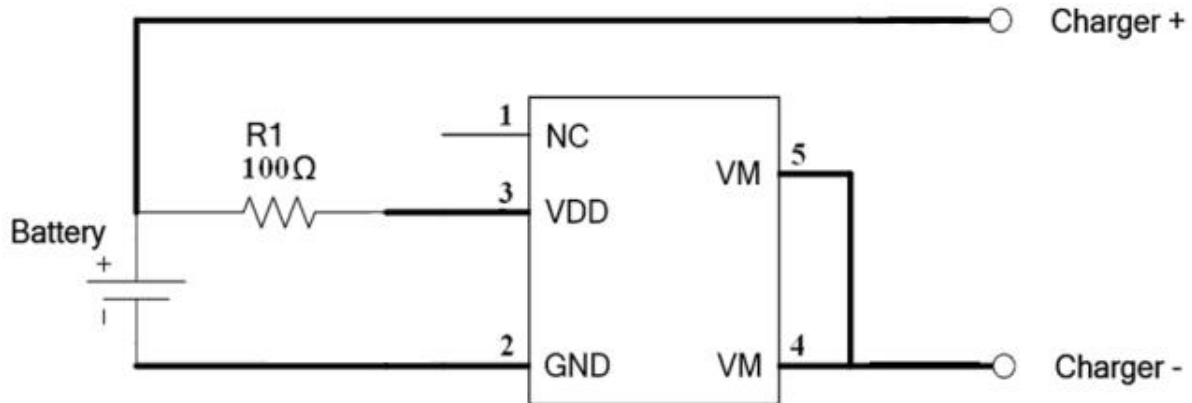 Charger +
1
NC
R1
100Ω
5
VM
3
VDD
Battery
+
–
2
GND
VM
4
Charger -